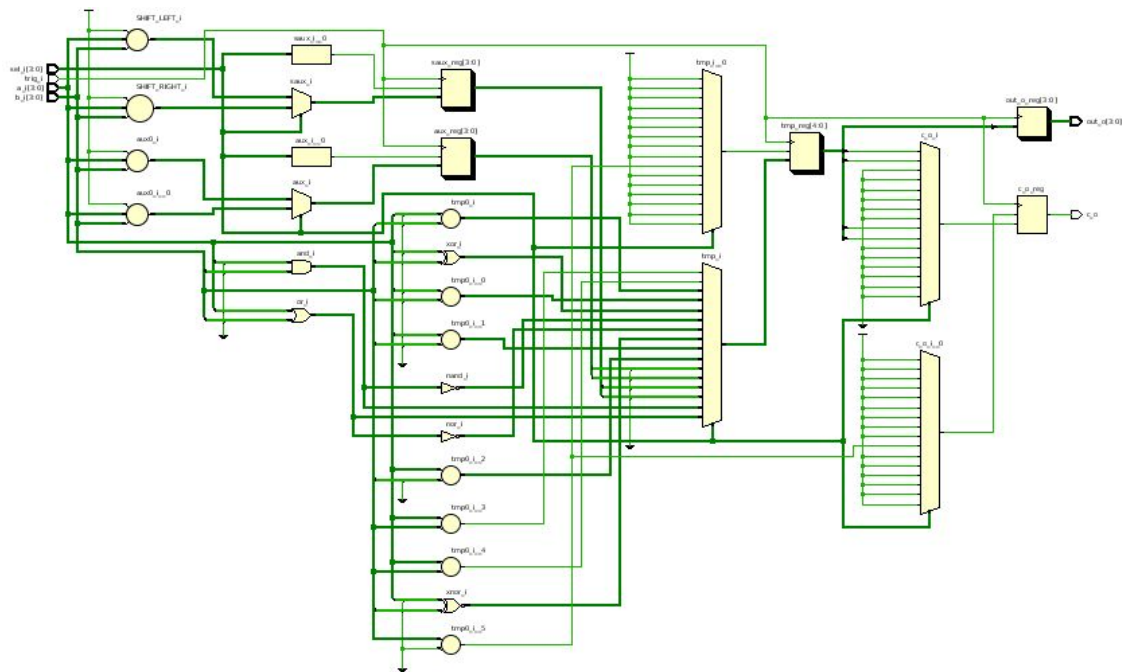 SHIFT_LEFT_i
sel_i[3:0]
trig_i
a_i[3:0]
b_i[3:0]
SHIFT_RIGHT_i
aux0_i
aux0_i__0
saux_i__0
saux_i
aux_i__0
aux_i
saux_reg[3:0]
aux_reg[3:0]
and_i
or_i
tmp0_i
xor_i
tmp0_i__0
tmp0_i__1
nand_i
nor_i
tmp0_i__2
tmp0_i__3
tmp0_i__4
xnor_i
tmp0_i__5
tmp_i__0
tmp_i
tmp_reg[4:0]
c_o_i
c_o_i__0
out_o_reg[3:0]
out_o[3:0]
c_o_reg
c_o